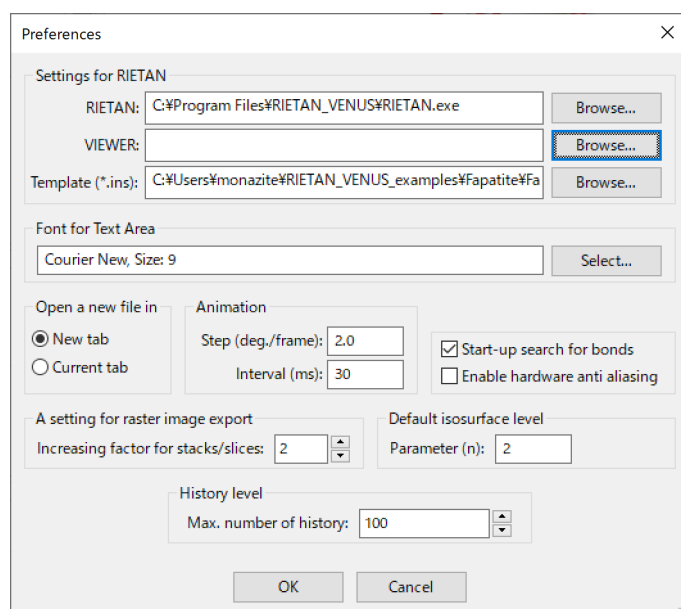 Preferences
Settings for RIETAN
RIETAN: C:¥Program Files¥RIETAN_VENUS¥RIETAN.exe Browse...
VIEWER: Browse...
Template (*.ins): C:¥Users¥monazite¥RIETAN_VENUS_examples¥Fapatite¥Fa Browse...
Font for Text Area
Courier New, Size: 9 Select...
Open a new file in Animation
New tab Step (deg./frame): 2.0 Start-up search for bonds
Current tab Interval (ms): 30 Enable hardware anti aliasing
A setting for raster image export Default isosurface level
Increasing factor for stacks/slices: 2 Parameter (n): 2
History level
Max. number of history: 100
OK Cancel